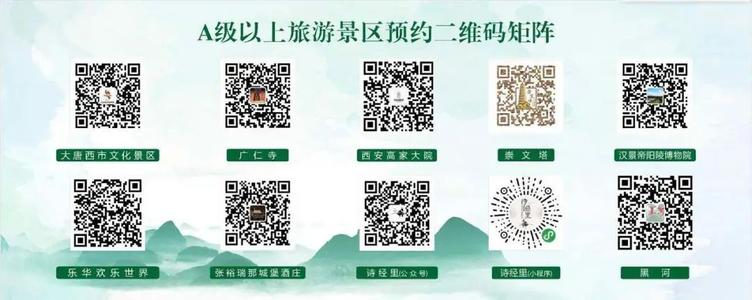 A级以上旅游景区预约二维码矩阵
大唐西市文化景区
广仁寺
西安高家大院
崇文塔
汉景帝阳陵博物院
乐华欢乐世界
张裕瑞那城堡酒庄
诗经里(公众号)
诗经里(小程序)
黑河